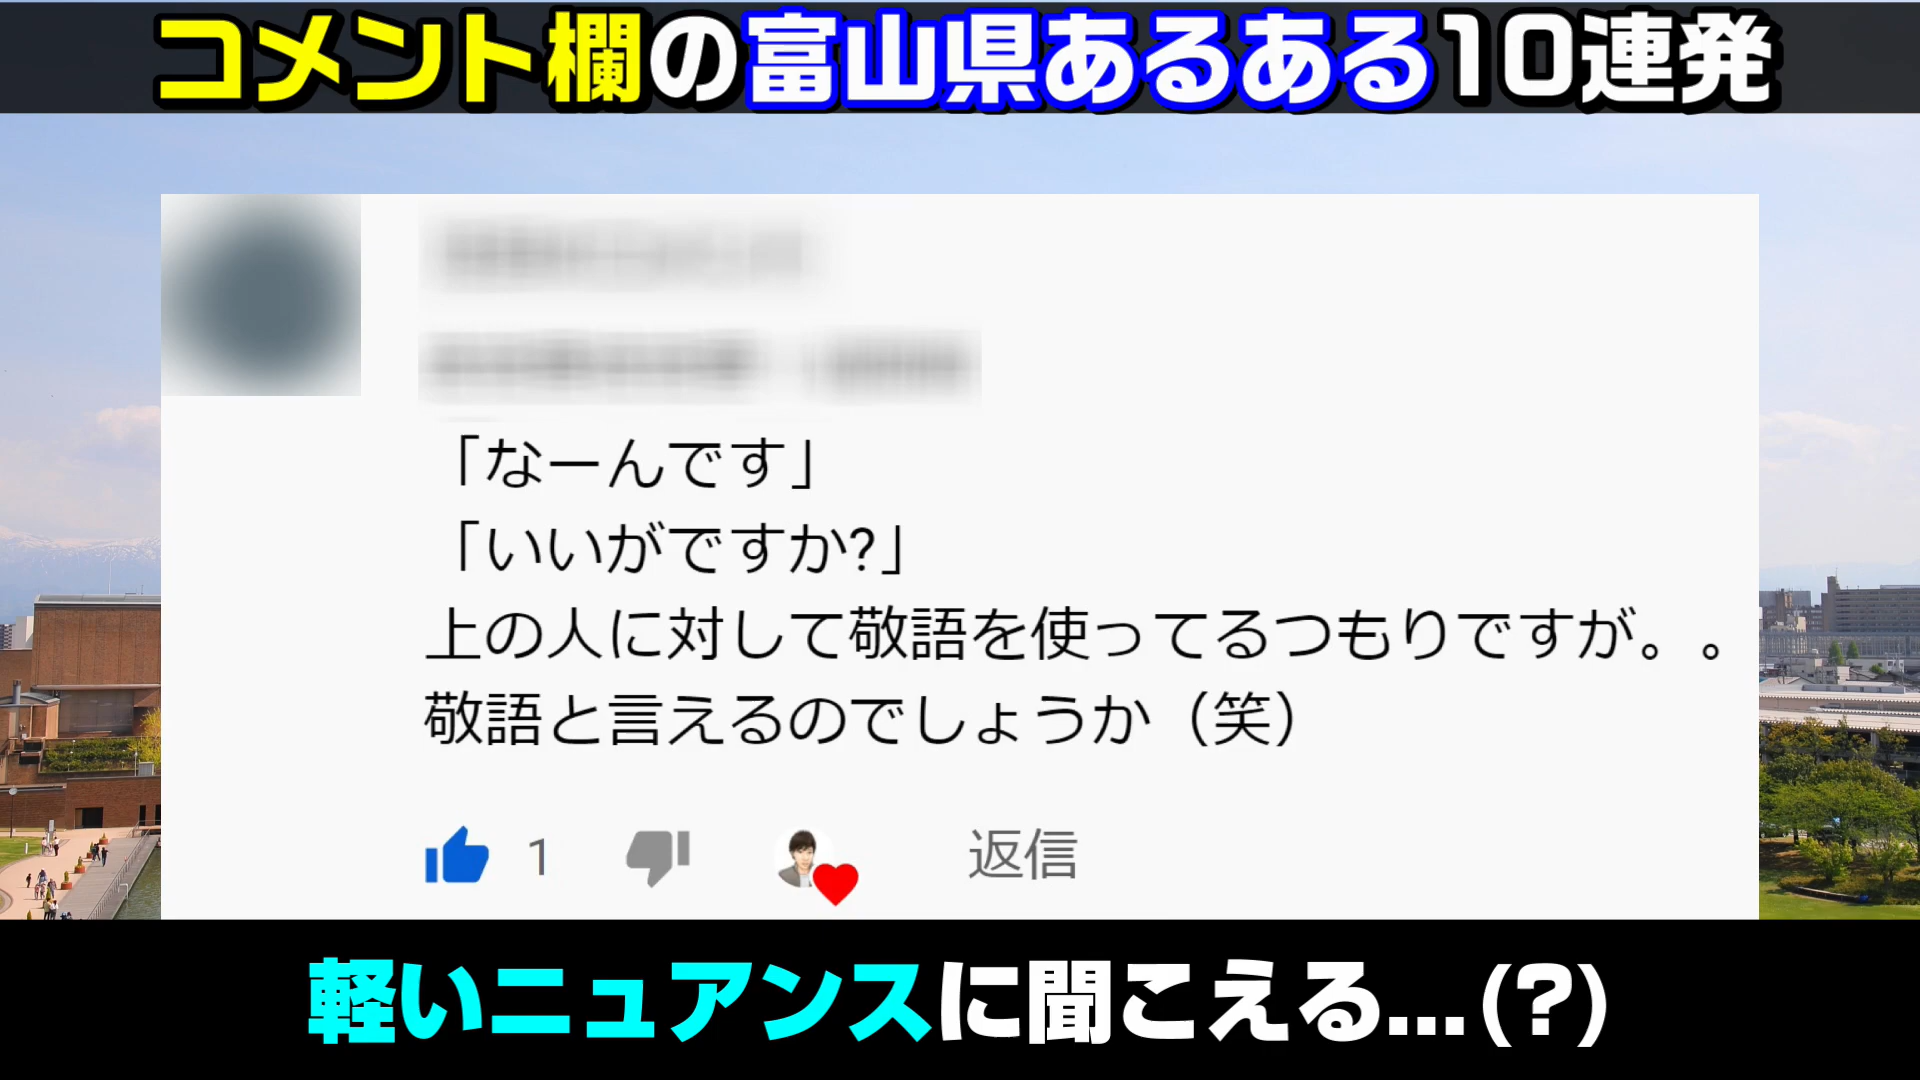 コメント欄の富山県あるある10連発
「なーんです」
「いいがですか?」
上の人に対して敬語を使ってるつもりですが。。
敬語と言えるのでしょうか（笑）
1 返信
軽いニュアンスに聞こえる...(?)